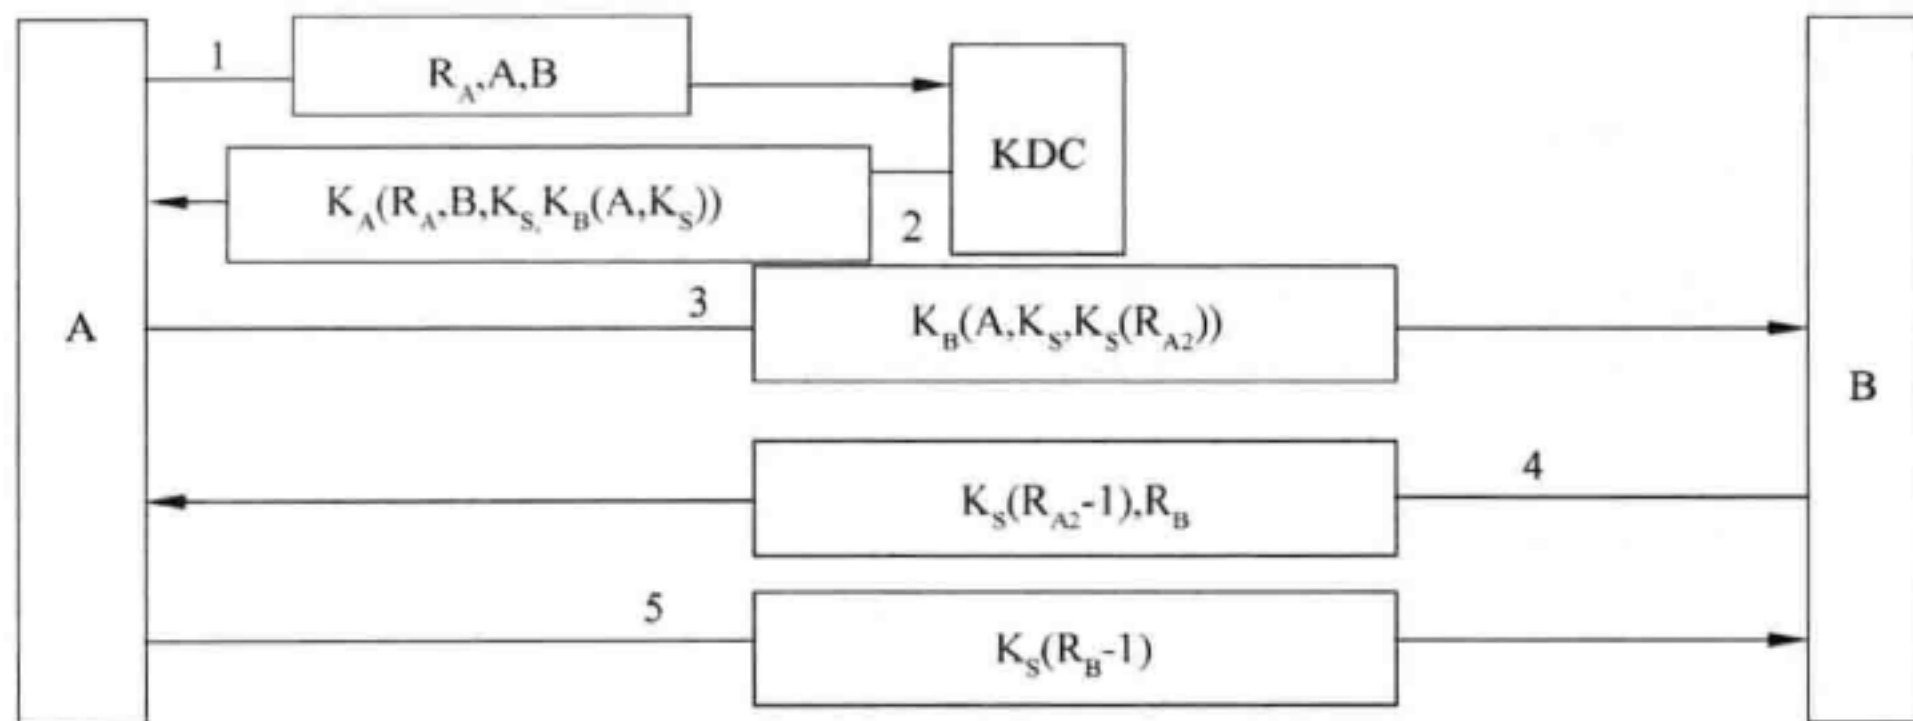 1
R_A,A,B
KDC
K_A(R_A,B,K_S,K_B(A,K_S))
2
3
K_B(A,K_S,K_S(R_A2))
A
B
4
K_S(R_A2-1),R_B
5
K_S(R_B-1)